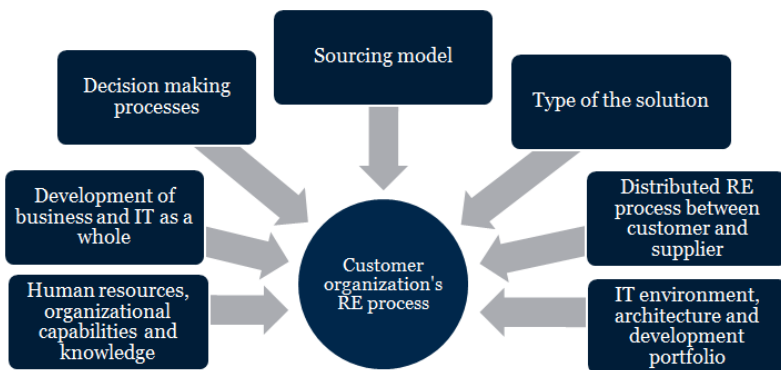 Sourcing model
Decision making
processes
Type of the solution
Development of
business and IT as a
whole
Distributed RE
process between
customer and
supplier
Customer
organization's
RE process
Human resources,
organizational
capabilities and
knowledge
IT environment,
architecture and
development
portfolio